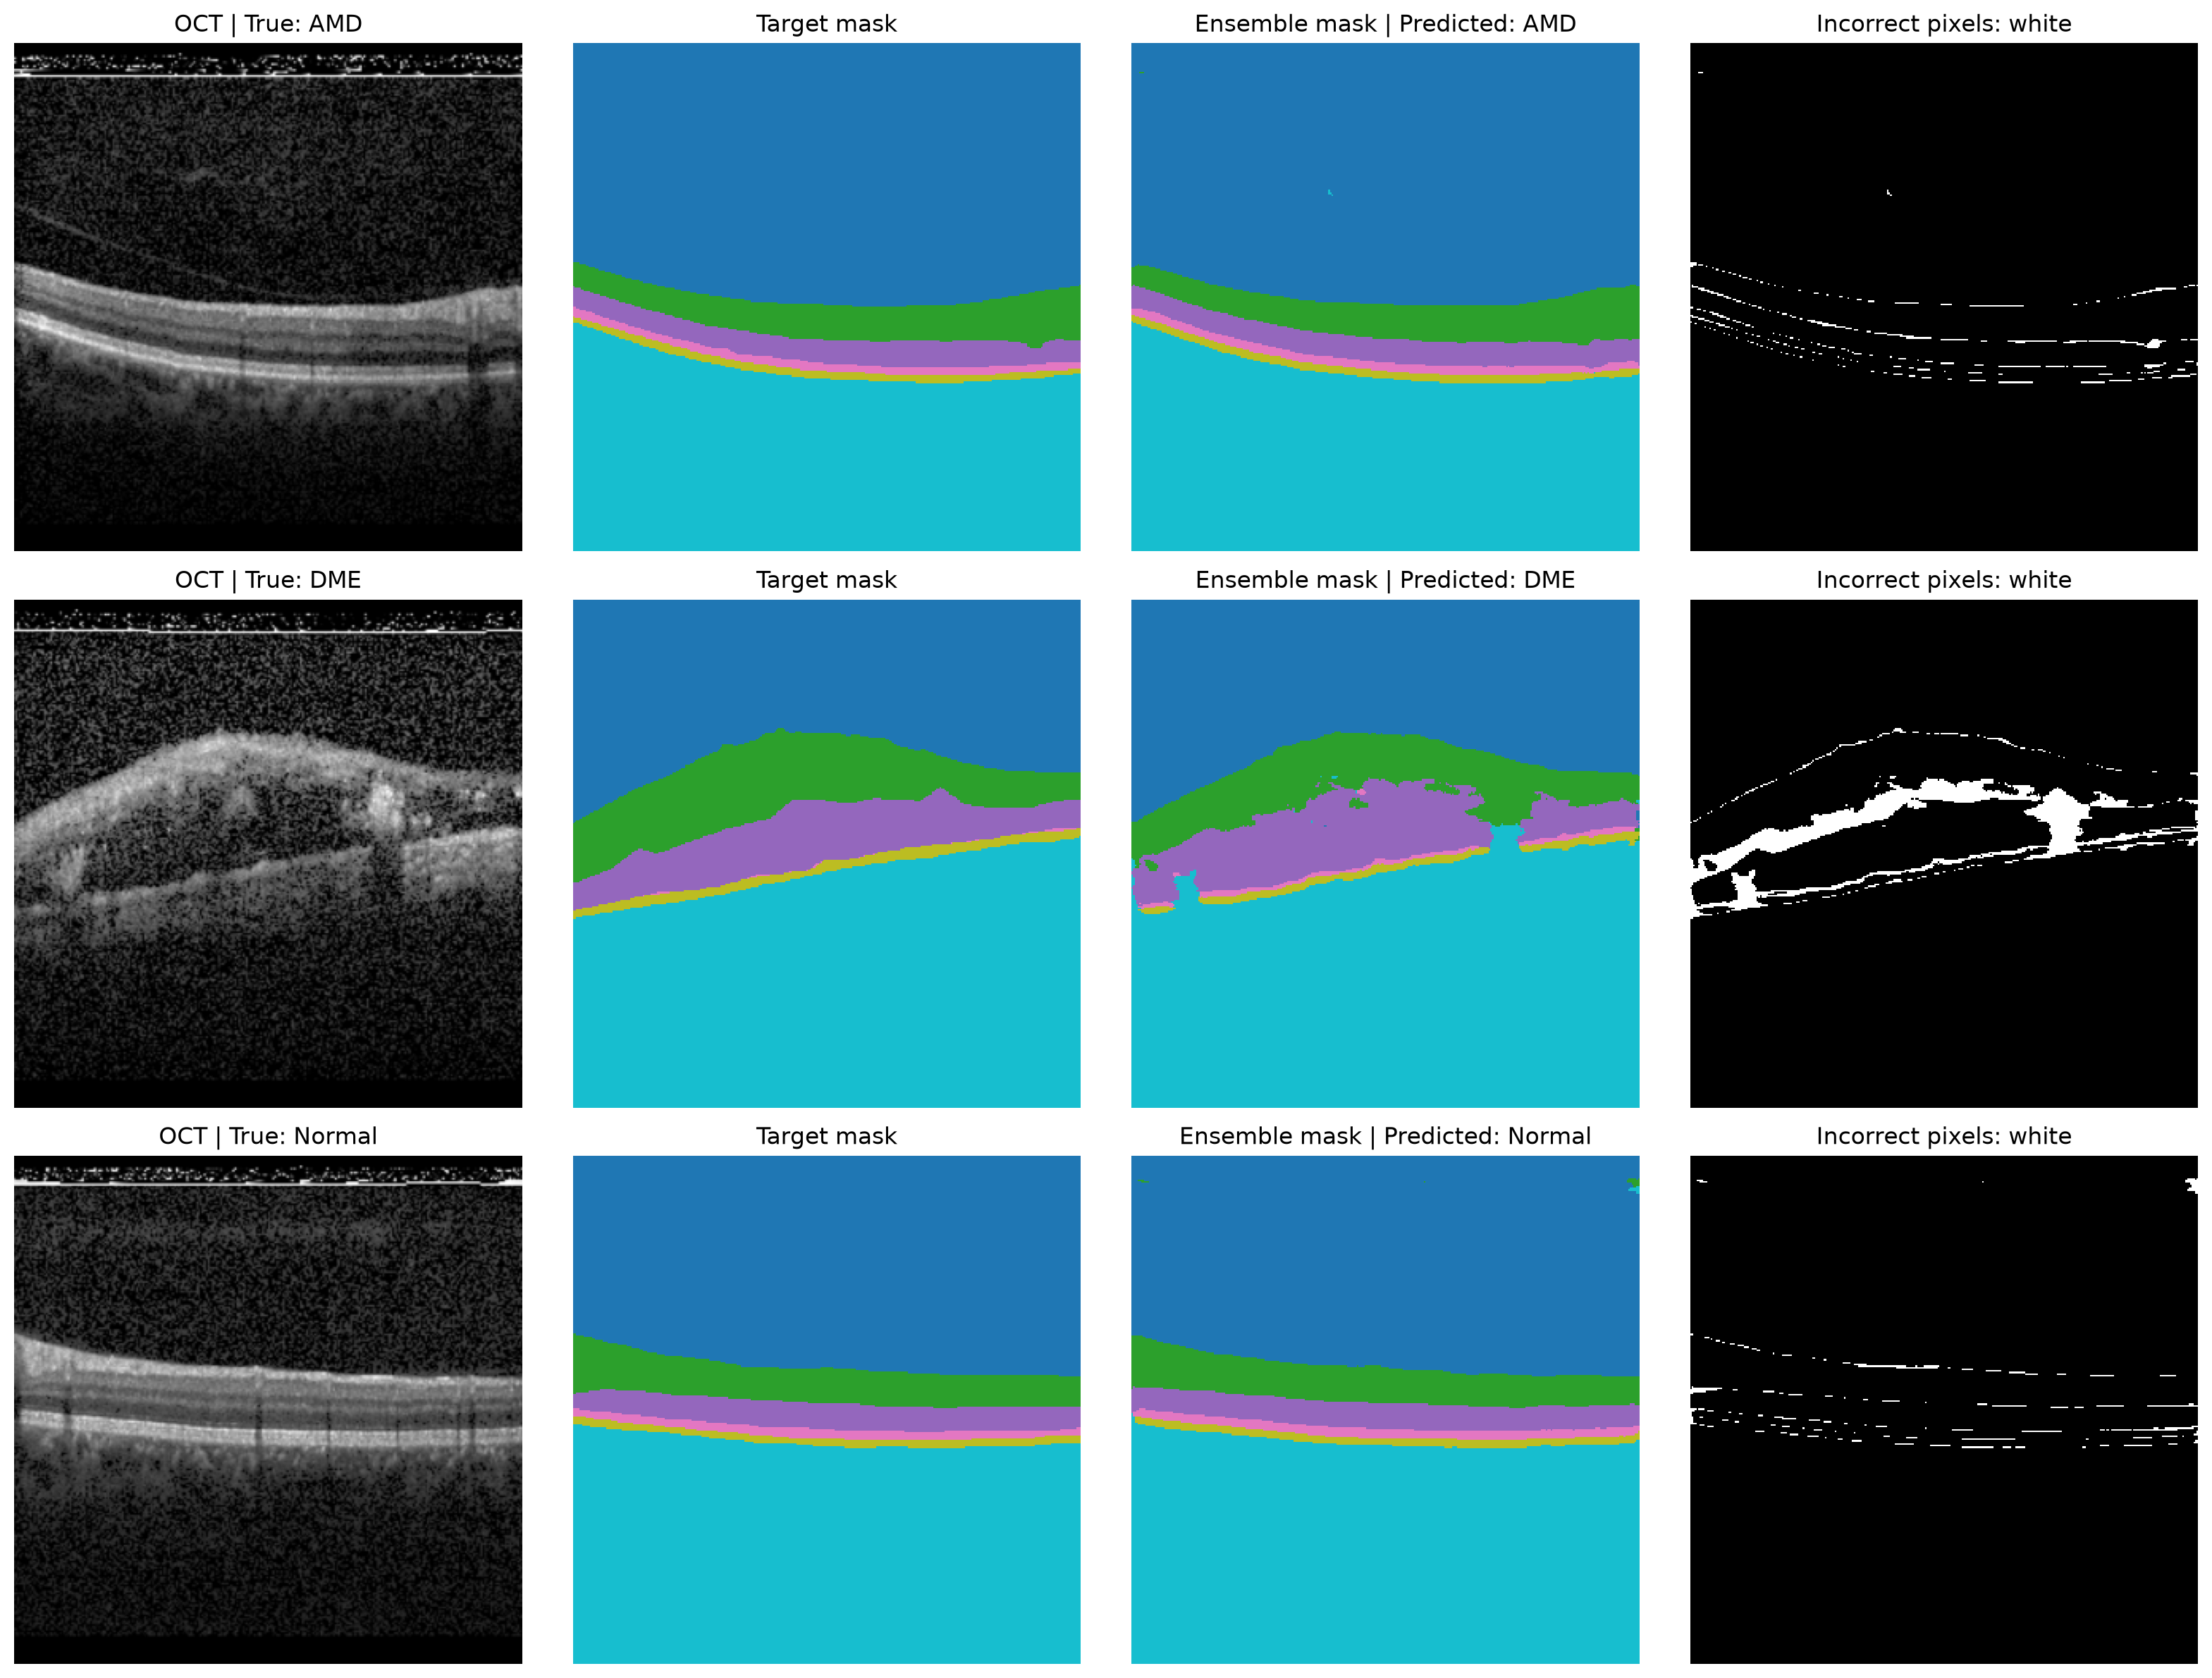 OCT | True: AMD
Target mask
Ensemble mask | Predicted: AMD
Incorrect pixels: white
OCT | True: DME
Target mask
Ensemble mask | Predicted: DME
Incorrect pixels: white
OCT | True: Normal
Target mask
Ensemble mask | Predicted: Normal
Incorrect pixels: white